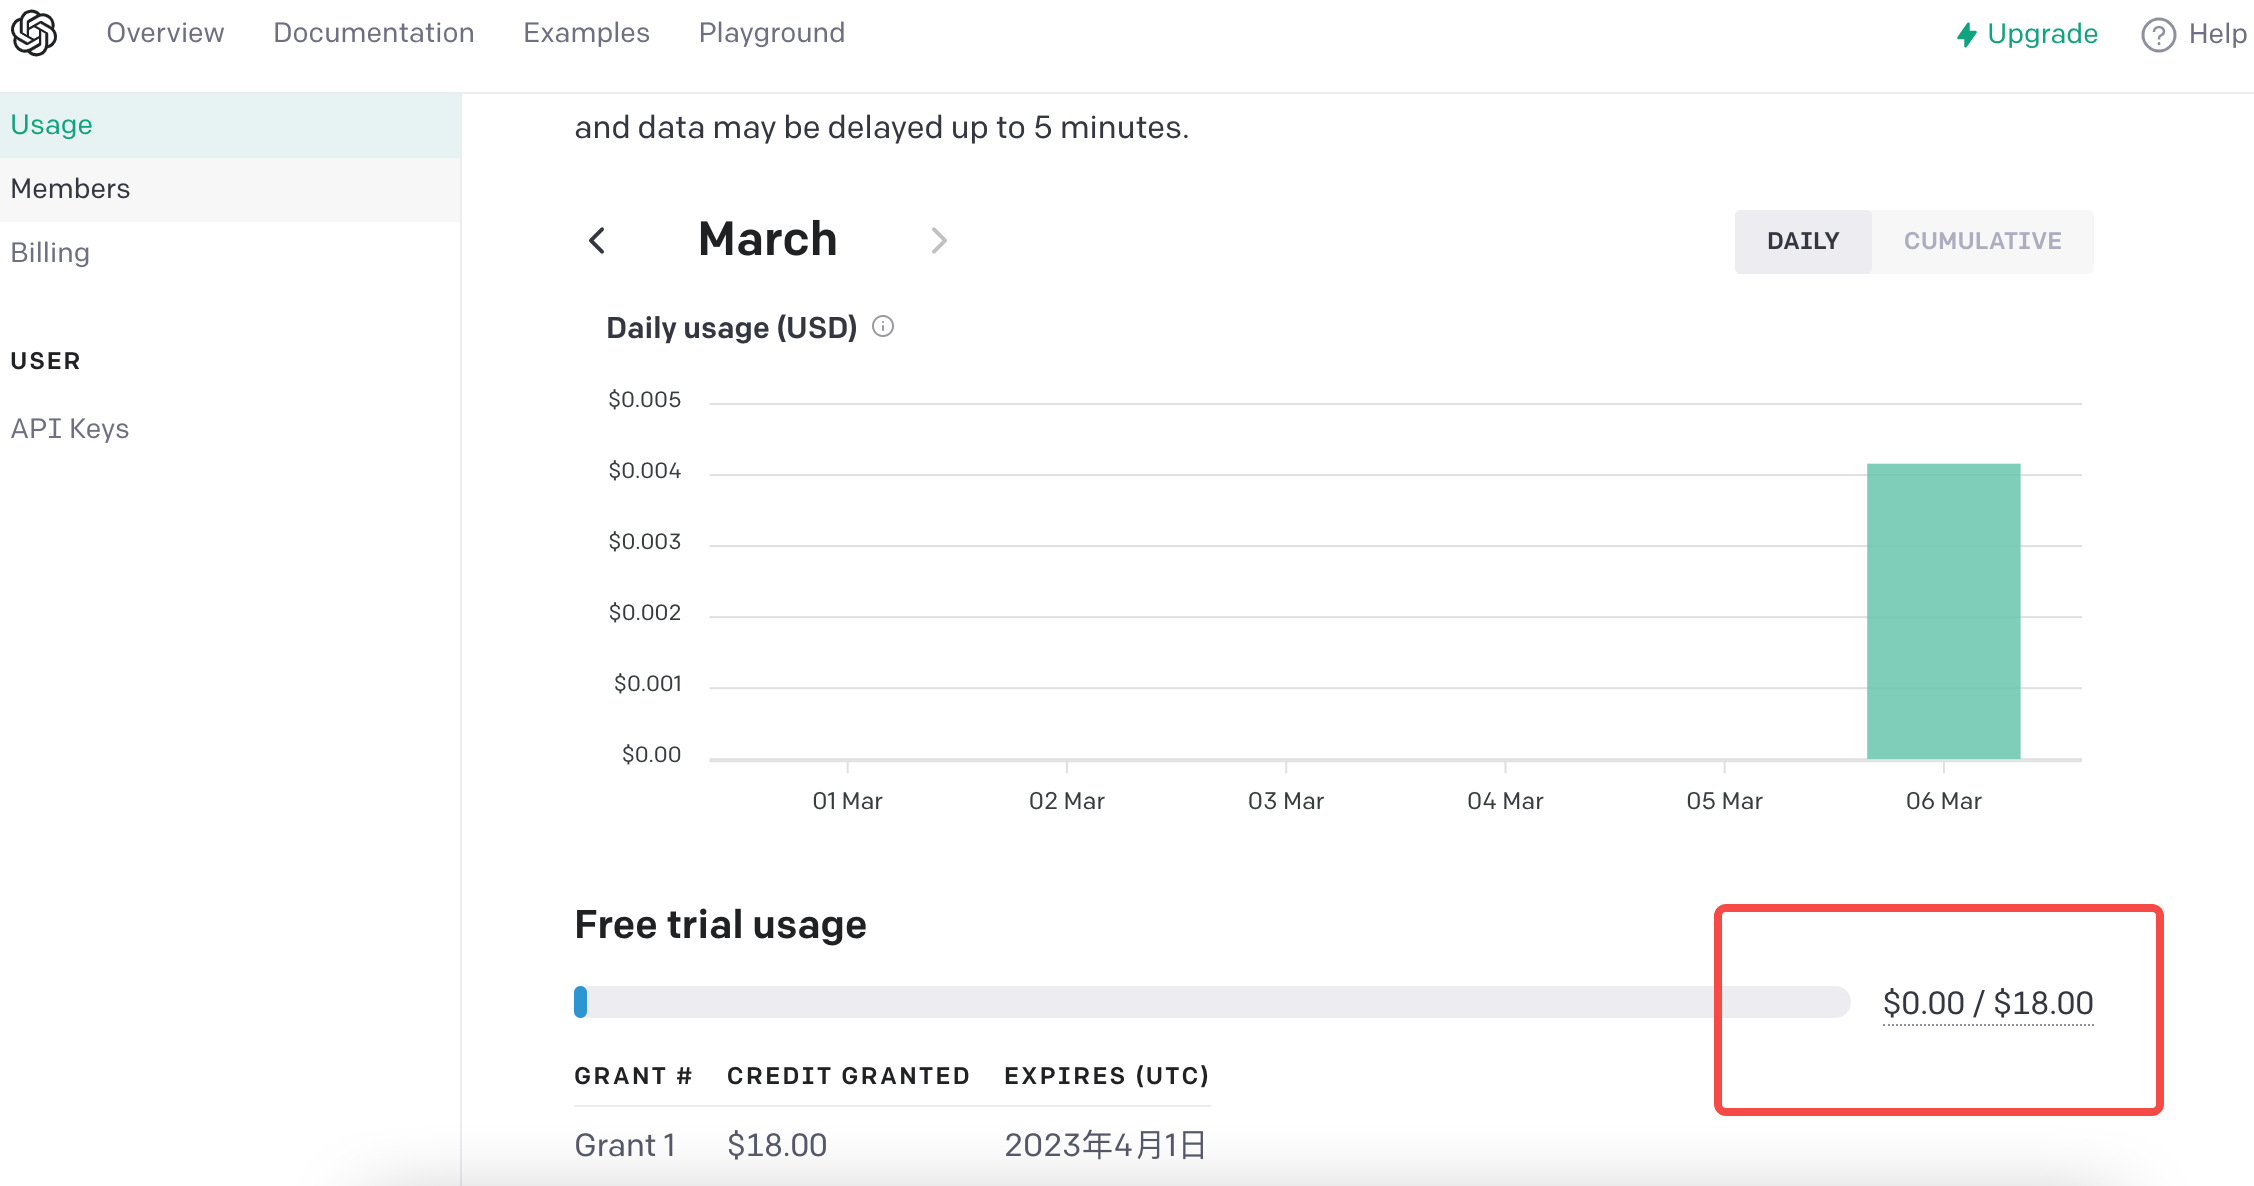 Overview Documentation Examples Playground Upgrade Help
Usage
Members
Billing
USER
API Keys
and data may be delayed up to 5 minutes.
March
DAILY CUMULATIVE
Daily usage (USD)
$0.005
$0.004
$0.003
$0.002
$0.001
$0.00
01 Mar 02 Mar 03 Mar 04 Mar 05 Mar 06 Mar
Free trial usage
$0.00 / $18.00
GRANT # CREDIT GRANTED EXPIRES (UTC)
Grant 1 $18.00 2023年4月1日